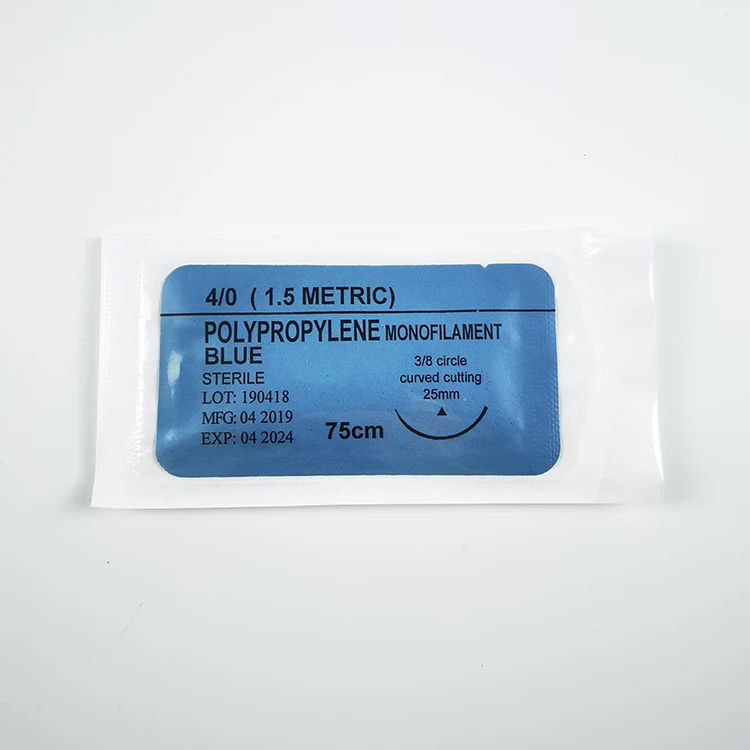 4/0 ( 1.5 METRIC)
POLYPROPYLENE MONOFILAMENT
BLUE
STERILE
LOT: 190418
MFG: 04 2019
EXP: 04 2024
75cm
3/8 circle
curved cutting
25mm